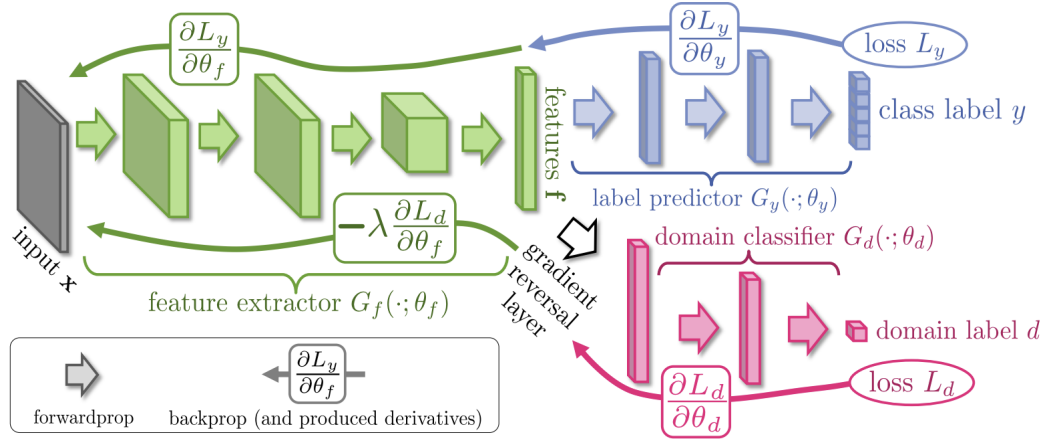 ∂L_y/∂θ_f
∂L_y/∂θ_y
loss L_y
features f
class label y
label predictor G_y(·; θ_y)
−λ ∂L_d/∂θ_f
input x
feature extractor G_f(·; θ_f)
gradient
reversal
layer
domain classifier G_d(·; θ_d)
domain label d
∂L_d/∂θ_d
loss L_d
∂L_y/∂θ_f
forwardprop
backprop (and produced derivatives)